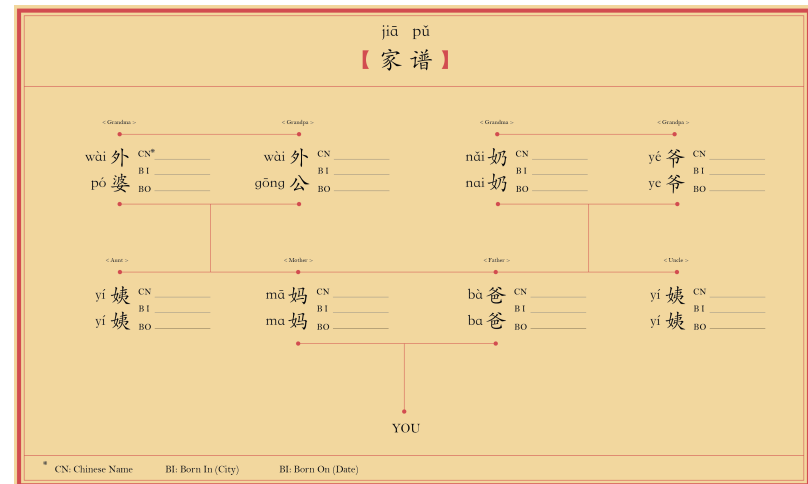 jiā pǔ
【家谱】
< Grandma >
< Grandpa >
< Grandma >
< Grandpa >
wài 外 CN*
BI
pó 婆 BO
wài 外 CN
BI
gōng 公 BO
nǎi 奶 CN
BI
nai 奶 BO
yé 爷 CN
BI
ye 爷 BO
< Aunt >
< Mother >
< Father >
< Uncle >
yí 姨 CN
BI
yí 姨 BO
mā 妈 CN
BI
ma 妈 BO
bà 爸 CN
BI
ba 爸 BO
yí 姨 CN
BI
yí 姨 BO
YOU
* CN: Chinese Name BI: Born In (City) BI: Born On (Date)